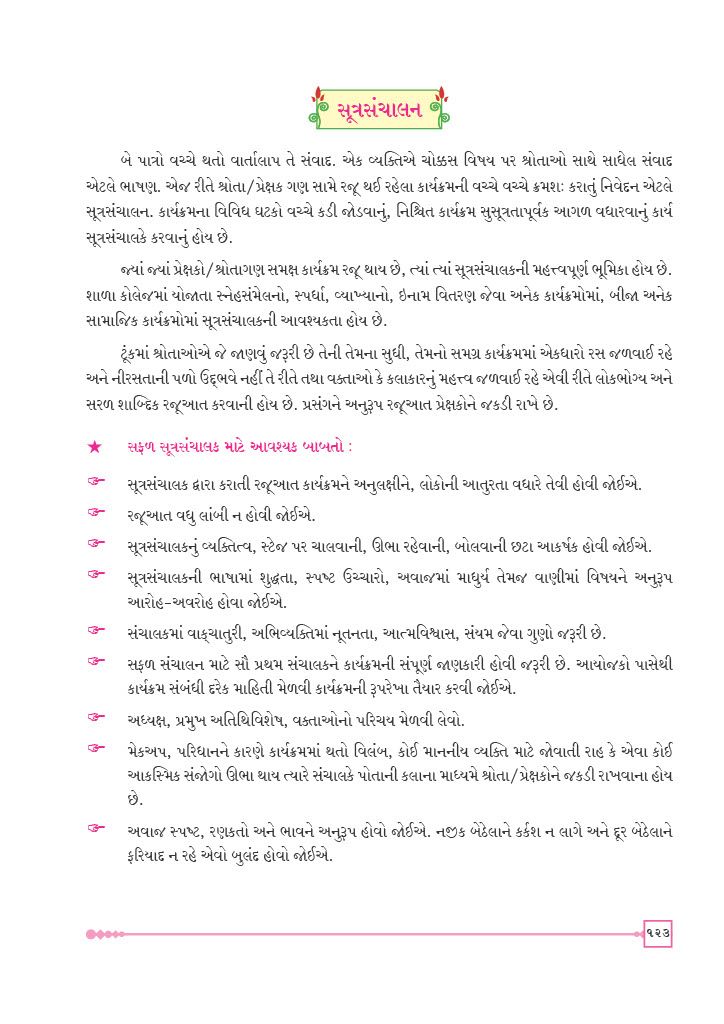 સૂત્રસંચાલન
બે પાત્રો વચ્ચે થતો વાર્તાલાપ તે સંવાદ. એક વ્યક્તિએ ચોક્કસ વિષય પર શ્રોતાઓ સાથે સાધેલ સંવાદ
એટલે ભાષણ. એજ રીતે શ્રોતા/પ્રેક્ષક ગણ સામે રજૂ થઈ રહેલા કાર્યક્રમની વચ્ચે વચ્ચે ક્રમશઃ કરાતું નિવેદન એટલે
સૂત્રસંચાલન. કાર્યક્રમના વિવિધ ઘટકો વચ્ચે કડી જોડવાનું, નિશ્ચિત કાર્યક્રમ સુસૂત્રતાપૂર્વક આગળ વધારવાનું કાર્ય
સૂત્રસંચાલકે કરવાનું હોય છે.
જ્યાં જ્યાં પ્રેક્ષકો/શ્રોતાગણ સમક્ષ કાર્યક્રમ રજૂ થાય છે, ત્યાં ત્યાં સૂત્રસંચાલકની મહત્ત્વપૂર્ણ ભૂમિકા હોય છે.
શાળા કોલેજમાં યોજાતા સ્નેહસંમેલનો, સ્પર્ધા, વ્યાખ્યાનો, ઇનામ વિતરણ જેવા અનેક કાર્યક્રમોમાં, બીજા અનેક
સામાજિક કાર્યક્રમોમાં સૂત્રસંચાલકની આવશ્યકતા હોય છે.
ટૂંકમાં શ્રોતાઓએ જે જાણવું જરૂરી છે તેની તેમના સુધી, તેમનો સમગ્ર કાર્યક્રમમાં એકધારો રસ જળવાઈ રહે
અને નીરસતાની પળો ઉદ્ભવે નહીં તે રીતે તથા વક્તાઓ કે કલાકારનું મહત્ત્વ જળવાઈ રહે એવી રીતે લોકભોગ્ય અને
સરળ શાબ્દિક રજૂઆત કરવાની હોય છે. પ્રસંગને અનુરૂપ રજૂઆત પ્રેક્ષકોને જકડી રાખે છે.
★ સફળ સૂત્રસંચાલક માટે આવશ્યક બાબતો :
☞ સૂત્રસંચાલક દ્વારા કરાતી રજૂઆત કાર્યક્રમને અનુલક્ષીને, લોકોની આતુરતા વધારે તેવી હોવી જોઈએ.
☞ રજૂઆત વધુ લાંબી ન હોવી જોઈએ.
☞ સૂત્રસંચાલકનું વ્યક્તિત્વ, સ્ટેજ પર ચાલવાની, ઊભા રહેવાની, બોલવાની છટા આકર્ષક હોવી જોઈએ.
☞ સૂત્રસંચાલકની ભાષામાં શુદ્ધતા, સ્પષ્ટ ઉચ્ચારો, અવાજમાં માધુર્ય તેમજ વાણીમાં વિષયને અનુરૂપ
આરોહ-અવરોહ હોવા જોઈએ.
☞ સંચાલકમાં વાક્ચાતુરી, અભિવ્યક્તિમાં નૂતનતા, આત્મવિશ્વાસ, સંયમ જેવા ગુણો જરૂરી છે.
☞ સફળ સંચાલન માટે સૌ પ્રથમ સંચાલકને કાર્યક્રમની સંપૂર્ણ જાણકારી હોવી જરૂરી છે. આયોજકો પાસેથી
કાર્યક્રમ સંબંધી દરેક માહિતી મેળવી કાર્યક્રમની રૂપરેખા તૈયાર કરવી જોઈએ.
☞ અધ્યક્ષ, પ્રમુખ અતિથિવિશેષ, વક્તાઓનો પરિચય મેળવી લેવો.
☞ મેકઅપ, પરિધાનને કારણે કાર્યક્રમમાં થતો વિલંબ, કોઈ માનનીય વ્યક્તિ માટે જોવાતી રાહ કે એવા કોઈ
આકસ્મિક સંજોગો ઊભા થાય ત્યારે સંચાલકે પોતાની કલાના માધ્યમે શ્રોતા/પ્રેક્ષકોને જકડી રાખવાના હોય
છે.
☞ અવાજ સ્પષ્ટ, રણકતો અને ભાવને અનુરૂપ હોવો જોઈએ. નજીક બેઠેલાને કર્કશ ન લાગે અને દૂર બેઠેલાને
ફરિયાદ ન રહે એવો બુલંદ હોવો જોઈએ.
૧૨૩